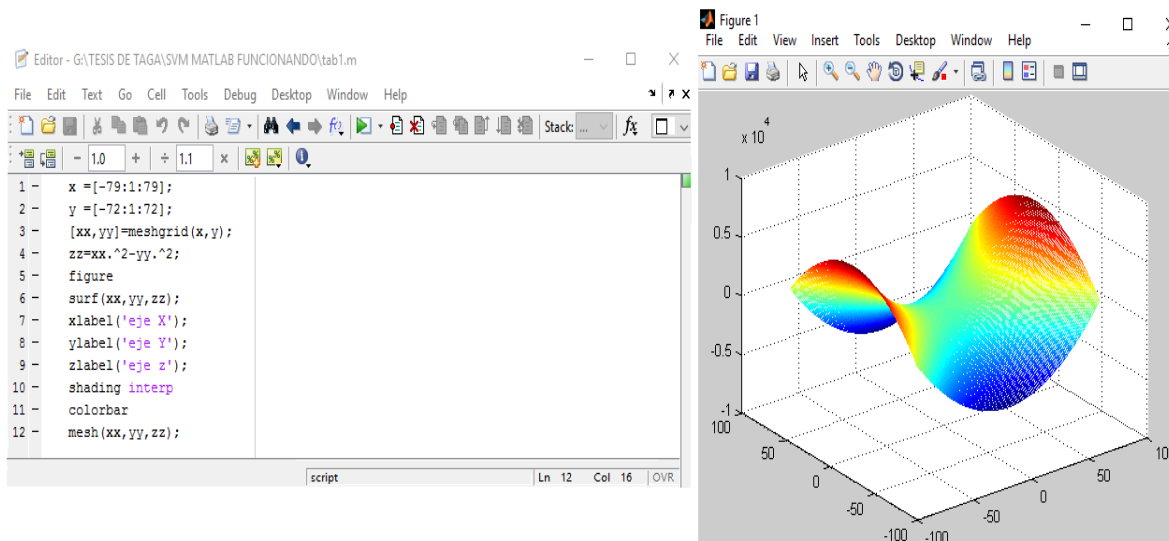 Editor - G:\TESIS DE TAGA\SVM MATLAB FUNCIONANDO\tab1.m
File Edit Text Go Cell Tools Debug Desktop Window Help
Stack: ... fx
- 1.0 + ÷ 1.1 x
1 - x =[-79:1:79];
2 - y =[-72:1:72];
3 - [xx,yy]=meshgrid(x,y);
4 - zz=xx.^2-yy.^2;
5 - figure
6 - surf(xx,yy,zz);
7 - xlabel('eje X');
8 - ylabel('eje Y');
9 - zlabel('eje z');
10 - shading interp
11 - colorbar
12 - mesh(xx,yy,zz);
script Ln 12 Col 16 OVR
Figure 1
File Edit View Insert Tools Desktop Window Help
x 10 4
1
0.5
0
-0.5
-1
100
50
0
-50
-100
-100
-50
0
50